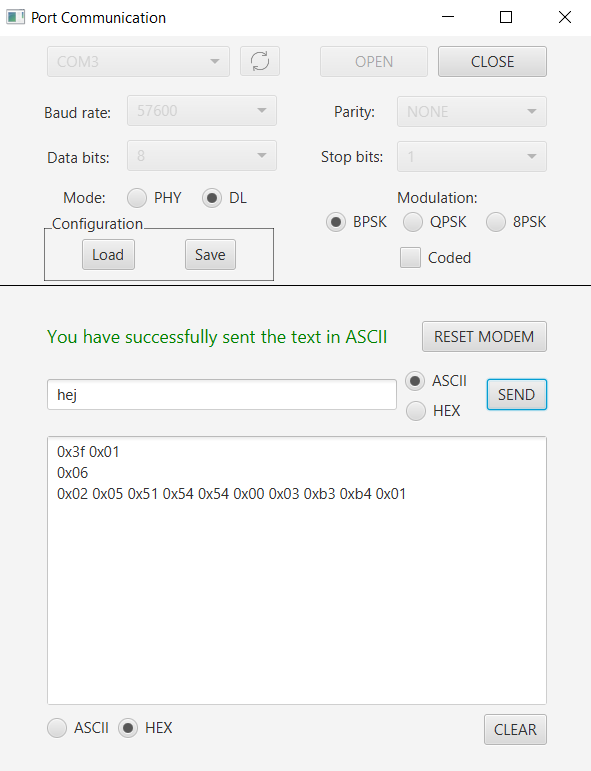 Port Communication
COM3 OPEN CLOSE
Baud rate: 57600 Parity: NONE
Data bits: 8 Stop bits: 1
Mode: PHY DL Modulation:
Configuration BPSK QPSK 8PSK
Load Save Coded
You have successfully sent the text in ASCII RESET MODEM
hej ASCII HEX SEND
0x3f 0x01
0x06
0x02 0x05 0x51 0x54 0x54 0x00 0x03 0xb3 0xb4 0x01
ASCII HEX CLEAR